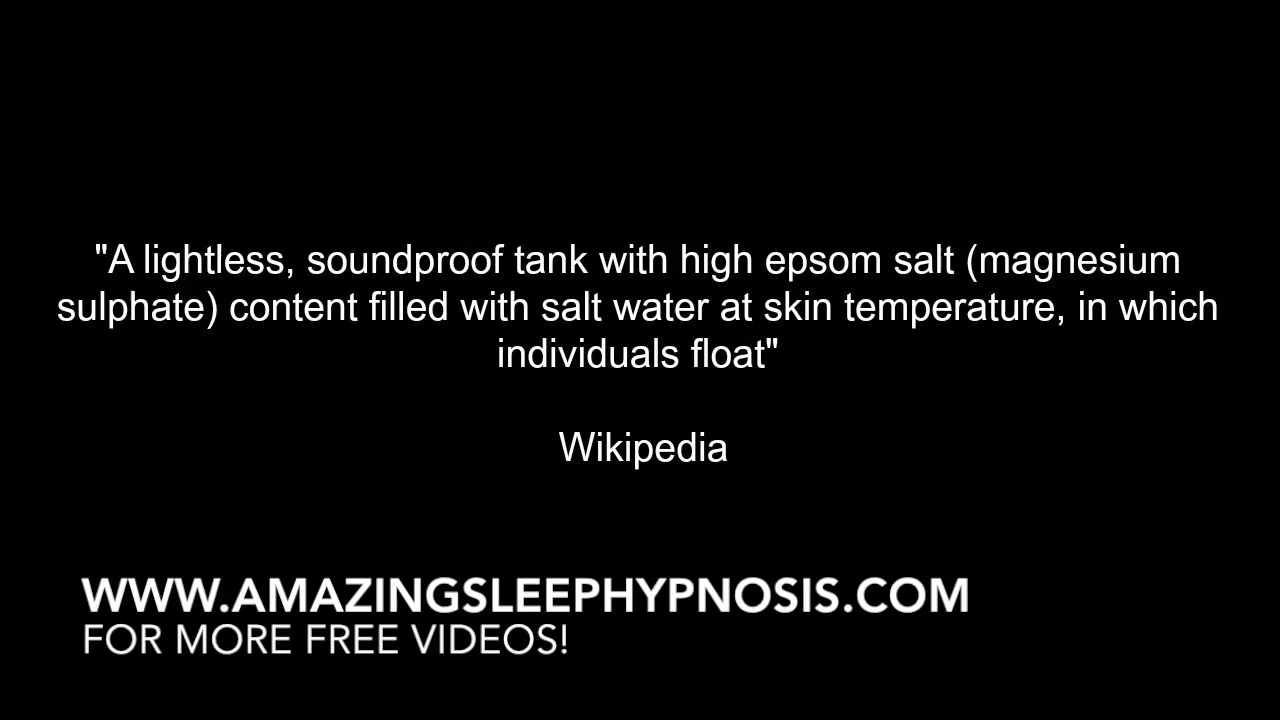 "A lightless, soundproof tank with high epsom salt (magnesium
sulphate) content filled with salt water at skin temperature, in which
individuals float"
Wikipedia
WWW.AMAZINGSLEEPHYPNOSIS.COM
FOR MORE FREE VIDEOS!